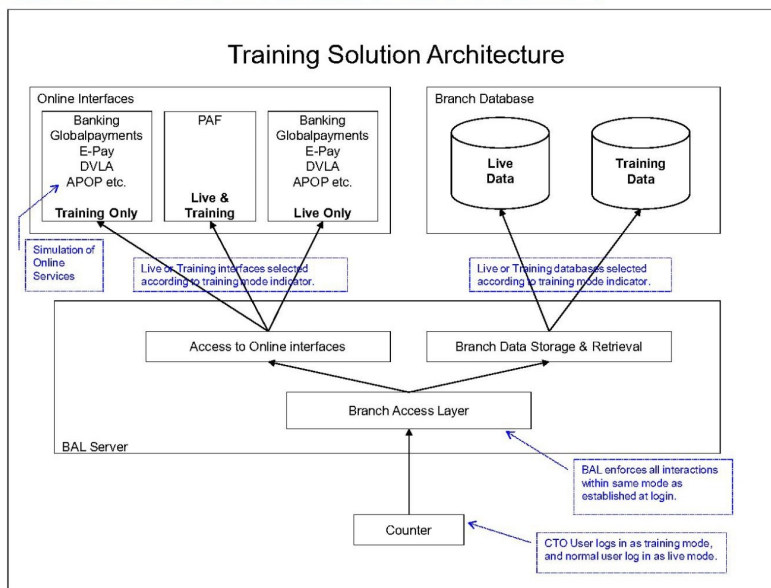 Training Solution Architecture
Online Interfaces
Banking
Globalpayments
E-Pay
DVLA
APOP etc.
Training Only
PAF
Live &
Training
Banking
Globalpayments
E-Pay
DVLA
APOP etc.
Live Only
Branch Database
Live
Data
Training
Data
Simulation of
Online
Services
Live or Training interfaces selected
according to training mode indicator.
Live or Training databases selected
according to training mode indicator.
Access to Online interfaces
Branch Data Storage & Retrieval
Branch Access Layer
BAL Server
BAL enforces all interactions
within same mode as
established at login.
Counter
CTO User logs in as training mode,
and normal user log in as live mode.